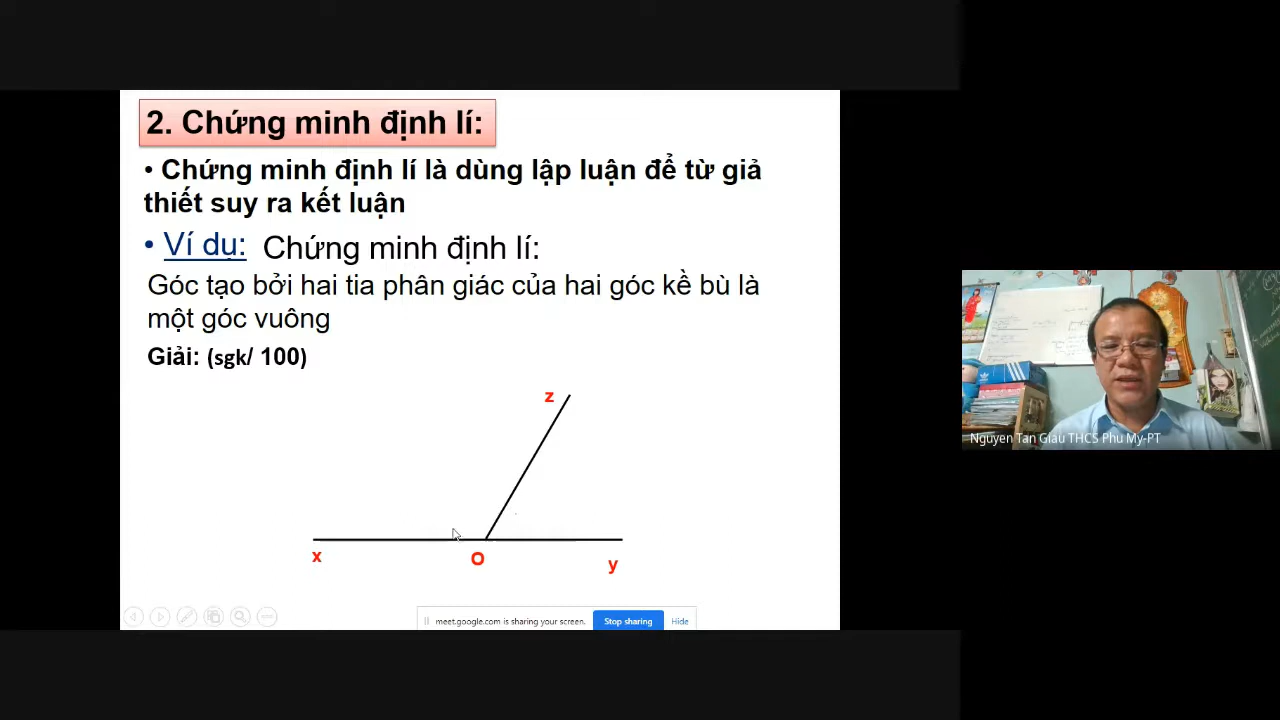 2. Chứng minh định lí:
• Chứng minh định lí là dùng lập luận để từ giả
thiết suy ra kết luận
• Ví dụ: Chứng minh định lí:
Góc tạo bởi hai tia phân giác của hai góc kề bù là
một góc vuông
Giải: (sgk/ 100)
z
x
O
y
meet.google.com is sharing your screen. Stop sharing Hide
Nguyen Tan Giau THCS Phu My-PT